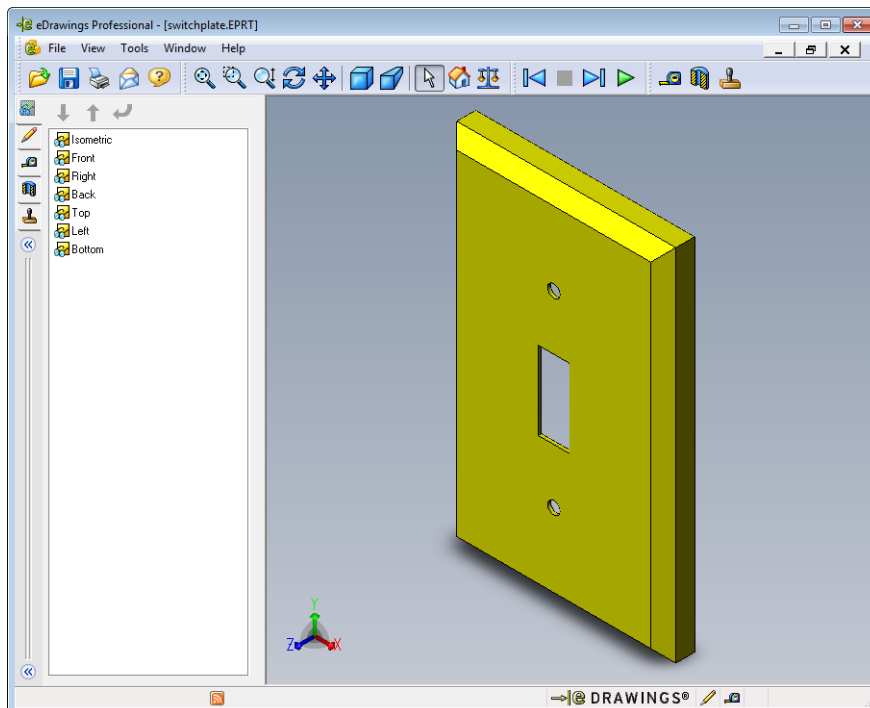 eDrawings Professional - [switchplate.EPRT]
File View Tools Window Help
Isometric
Front
Right
Back
Top
Left
Bottom
Y
Z X
e DRAWINGS®